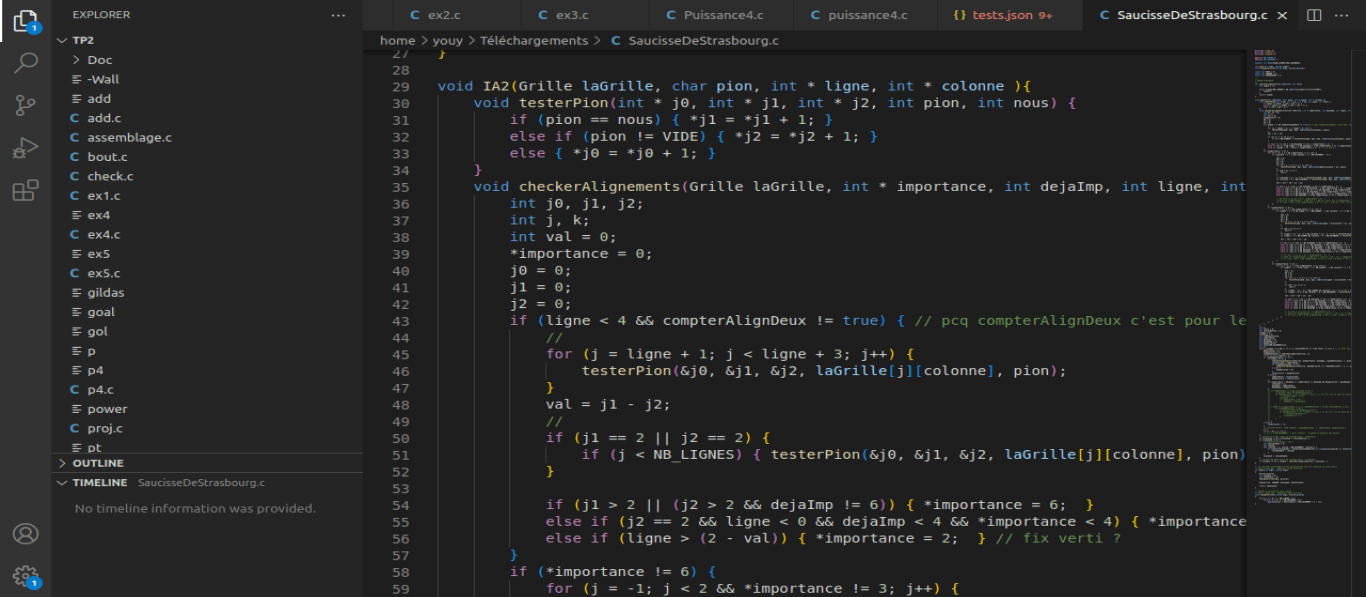 EXPLORER
TP2
Doc
-Wall
add
add.c
assemblage.c
bout.c
check.c
ex1.c
ex4
ex4.c
ex5
ex5.c
gildas
goal
gol
p
p4
p4.c
power
proj.c
pt
OUTLINE
TIMELINE SaucisseDeStrasbourg.c
No timeline information was provided.
1
1
C ex2.c C ex3.c C Puissance4.c C puissance4.c {} tests.json 9+ C SaucisseDeStrasbourg.c ×
home > youy > Téléchargements > C SaucisseDeStrasbourg.c
27 }
28
29 void IA2(Grille laGrille, char pion, int * ligne, int * colonne ){
30 void testerPion(int * j0, int * j1, int * j2, int pion, int nous) {
31 if (pion == nous) { *j1 = *j1 + 1; }
32 else if (pion != VIDE) { *j2 = *j2 + 1; }
33 else { *j0 = *j0 + 1; }
34 }
35 void checkerAlignements(Grille laGrille, int * importance, int dejaImp, int ligne, int
36 int j0, j1, j2;
37 int j, k;
38 int val = 0;
39 *importance = 0;
40 j0 = 0;
41 j1 = 0;
42 j2 = 0;
43 if (ligne < 4 && compterAlignDeux != true) { // pcq compterAlignDeux c'est pour le
44 //
45 for (j = ligne + 1; j < ligne + 3; j++) {
46 testerPion(&j0, &j1, &j2, laGrille[j][colonne], pion);
47 }
48 val = j1 - j2;
49 //
50 if (j1 == 2 || j2 == 2) {
51 if (j < NB_LIGNES) { testerPion(&j0, &j1, &j2, laGrille[j][colonne], pion)
52 }
53
54 if (j1 > 2 || (j2 > 2 && dejaImp != 6)) { *importance = 6; }
55 else if (j2 == 2 && ligne < 0 && dejaImp < 4 && *importance < 4) { *importance
56 else if (ligne > (2 - val)) { *importance = 2; } // fix verti ?
57 }
58 if (*importance != 6) {
59 for (j = -1; j < 2 && *importance != 3; j++) {